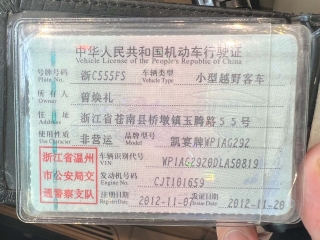 中华人民共和国机动车行驶证
Vehicle License of the People's Republic of China
号牌号码 浙C555FS 车辆类型 小型越野客车
Plate No. Vehicle Type
所有人 曾焕礼
Owner
住址 浙江省苍南县桥墩镇玉腾路55号
Address
使用性质 非营运 品牌型号 凯宴牌WP1AG292
Use Character Model
浙江省温州
市公安局交
通警察支队
车辆识别代号 WP1AG2920DLA50819
VIN
发动机号码 CJT101659
Engine No.
注册日期 2012-11-0 发证日期 2012-11-20
Register Date Issue Date